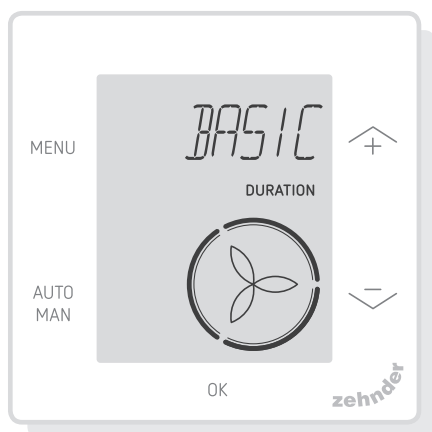 BASIC
MENU
+
DURATION
AUTO
MAN
−
OK
zehnder